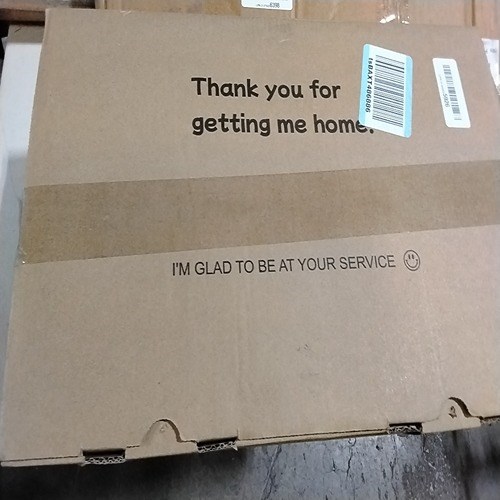 Thank you for
getting me home.
I'M GLAD TO BE AT YOUR SERVICE